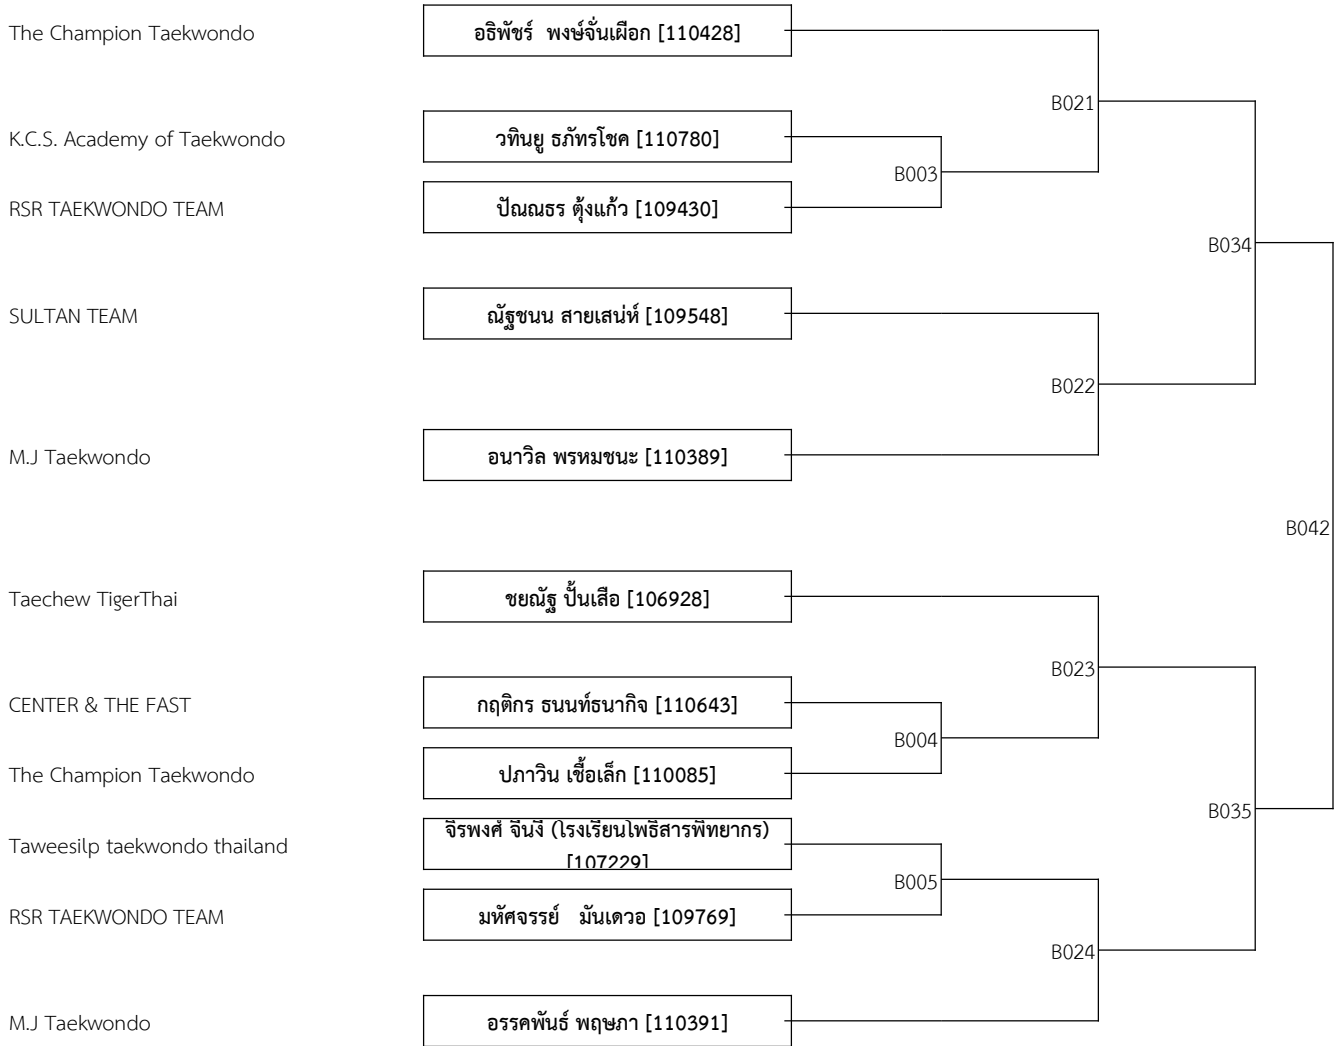 The Champion Taekwondo
อธิพัชร์  พงษ์จั่นเผือก [110428]
B021
K.C.S. Academy of Taekwondo
วทินยู ธภัทรโชค [110780]
B003
RSR TAEKWONDO TEAM
ปัณณธร ตุ้งแก้ว [109430]
B034
SULTAN TEAM
ณัฐชนน สายเสน่ห์ [109548]
B022
M.J Taekwondo
อนาวิล พรหมชนะ [110389]
B042
Taechew TigerThai
ชยณัฐ ปั้นเสือ [106928]
B023
CENTER & THE FAST
กฤติกร ธนนท์ธนากิจ [110643]
B004
The Champion Taekwondo
ปภาวิน เชื้อเล็ก [110085]
B035
Taweesilp taekwondo thailand
จิรพงศ์ จีนงี่ (โรงเรียนโพธิสารพิทยากร)
[107229]
B005
RSR TAEKWONDO TEAM
มหัศจรรย์   มันเดวอ [109769]
B024
M.J Taekwondo
อรรคพันธ์ พฤษภา [110391]